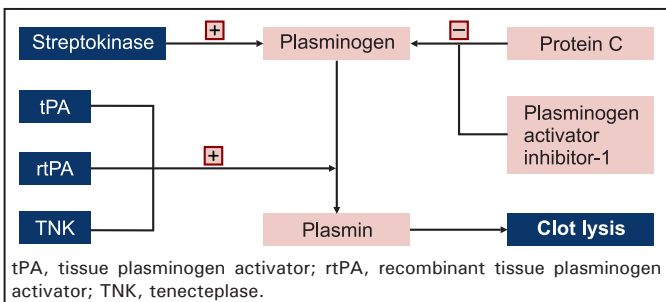 Streptokinase
+
Plasminogen
−
Protein C
tPA
Plasminogen
activator
inhibitor-1
rtPA
+
TNK
Plasmin
Clot lysis
tPA, tissue plasminogen activator; rtPA, recombinant tissue plasminogen
activator; TNK, tenecteplase.